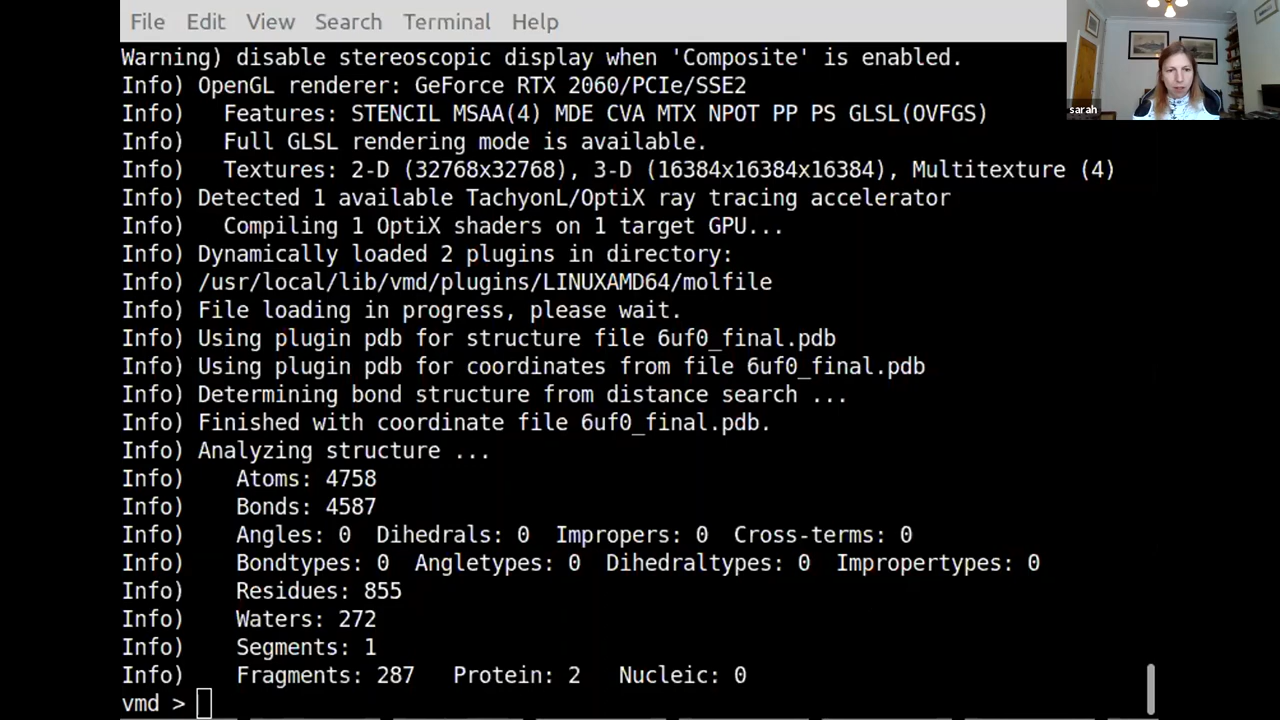 File Edit View Search Terminal Help
Warning) disable stereoscopic display when 'Composite' is enabled.
Info) OpenGL renderer: GeForce RTX 2060/PCIe/SSE2
Info)   Features: STENCIL MSAA(4) MDE CVA MTX NPOT PP PS GLSL(OVFGS)
Info)   Full GLSL rendering mode is available.
Info)   Textures: 2-D (32768x32768), 3-D (16384x16384x16384), Multitexture (4)
Info) Detected 1 available TachyonL/OptiX ray tracing accelerator
Info)   Compiling 1 OptiX shaders on 1 target GPU...
Info) Dynamically loaded 2 plugins in directory:
Info) /usr/local/lib/vmd/plugins/LINUXAMD64/molfile
Info) File loading in progress, please wait.
Info) Using plugin pdb for structure file 6uf0_final.pdb
Info) Using plugin pdb for coordinates from file 6uf0_final.pdb
Info) Determining bond structure from distance search ...
Info) Finished with coordinate file 6uf0_final.pdb.
Info) Analyzing structure ...
Info)    Atoms: 4758
Info)    Bonds: 4587
Info)    Angles: 0  Dihedrals: 0  Impropers: 0  Cross-terms: 0
Info)    Bondtypes: 0  Angletypes: 0  Dihedraltypes: 0  Impropertypes: 0
Info)    Residues: 855
Info)    Waters: 272
Info)    Segments: 1
Info)    Fragments: 287   Protein: 2   Nucleic: 0
vmd >
sarah